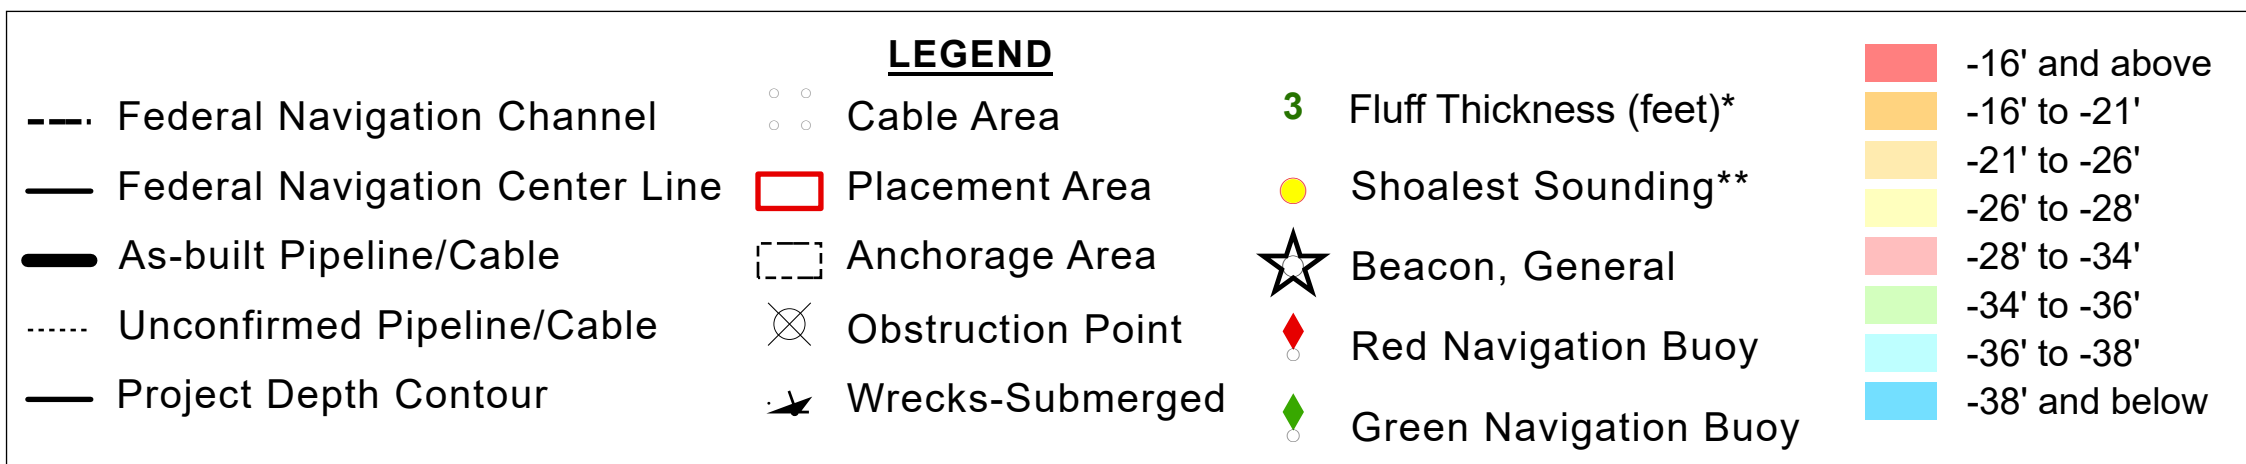 LEGEND
Federal Navigation Channel
Federal Navigation Center Line
As-built Pipeline/Cable
Unconfirmed Pipeline/Cable
Project Depth Contour
Cable Area
Placement Area
Anchorage Area
Obstruction Point
Wrecks-Submerged
3 Fluff Thickness (feet)*
Shoalest Sounding**
Beacon, General
Red Navigation Buoy
Green Navigation Buoy
-16' and above
-16' to -21'
-21' to -26'
-26' to -28'
-28' to -34'
-34' to -36'
-36' to -38'
-38' and below